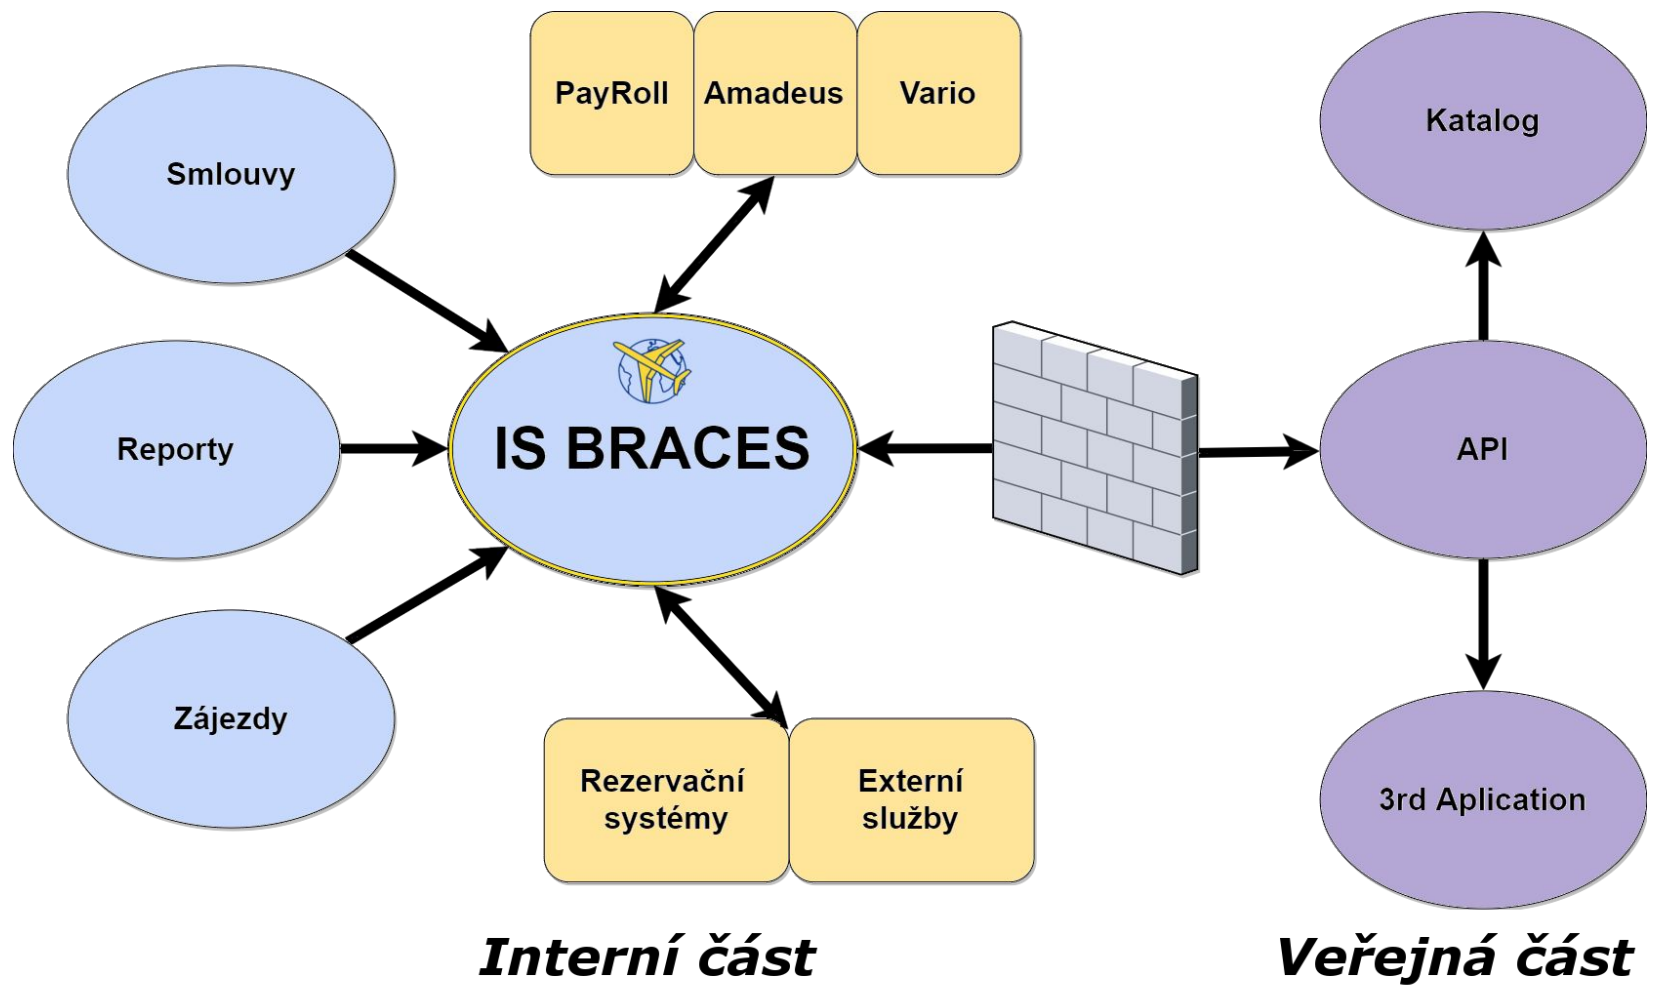 PayRoll
Amadeus
Vario
Katalog
Smlouvy
Reporty
IS BRACES
API
Zájezdy
Rezervační
systémy
Externí
služby
3rd Aplication
Interní část
Veřejná část